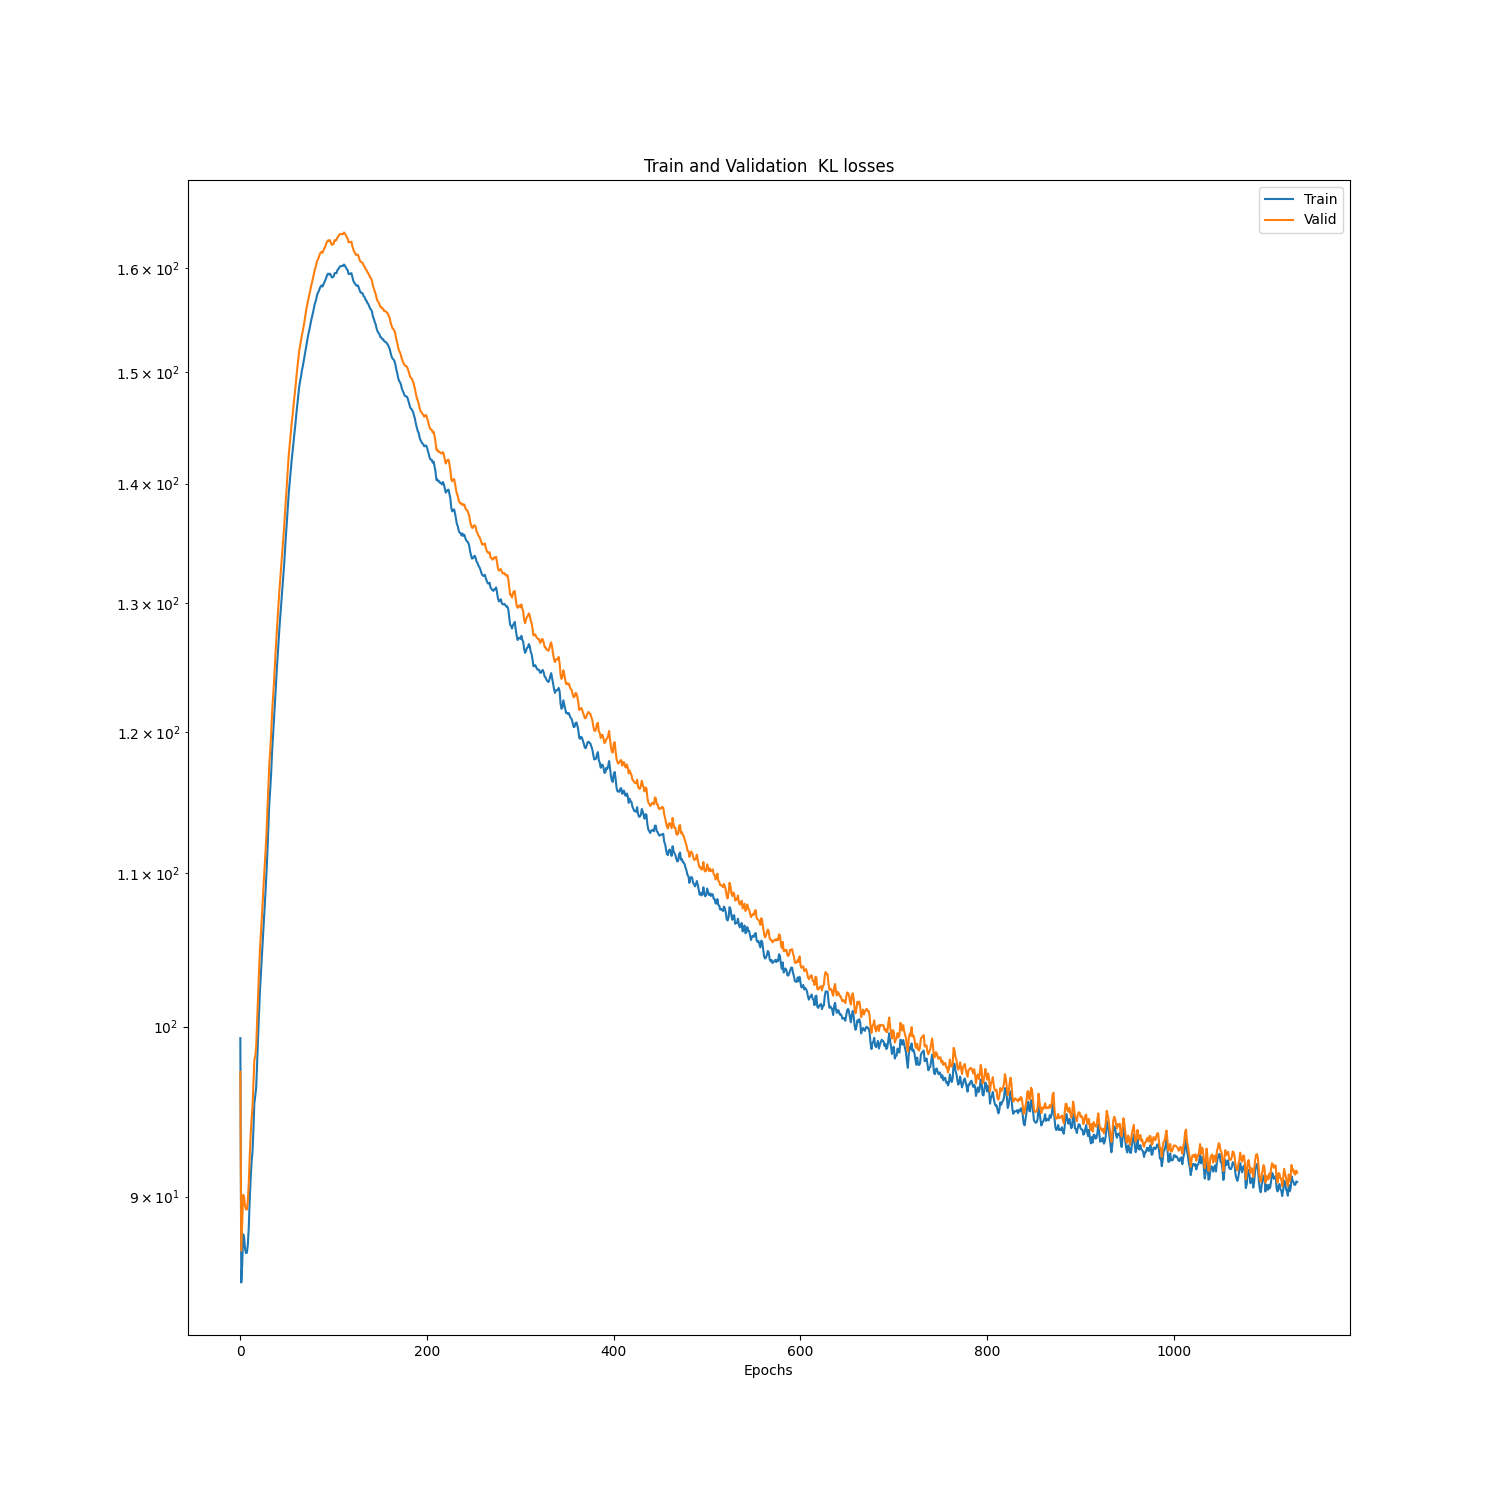 Train and Validation  KL losses
Train
Valid
1.6 × 10²
1.5 × 10²
1.4 × 10²
1.3 × 10²
1.2 × 10²
1.1 × 10²
10²
9 × 10¹
0 200 400 600 800 1000
Epochs